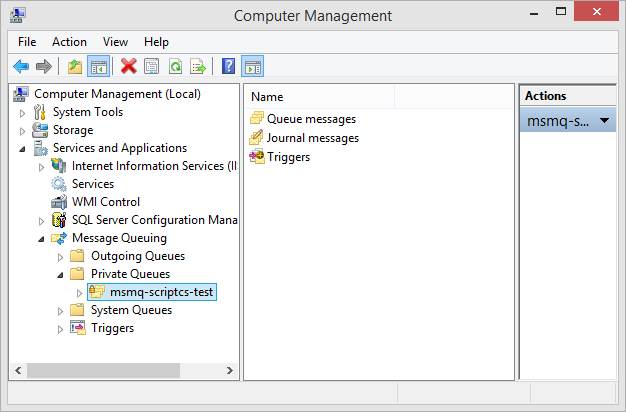 Computer Management
File Action View Help
Computer Management (Local)
System Tools
Storage
Services and Applications
Internet Information Services (II
Services
WMI Control
SQL Server Configuration Mana
Message Queuing
Outgoing Queues
Private Queues
msmq-scriptcs-test
System Queues
Triggers
Name
Queue messages
Journal messages
Triggers
Actions
msmq-s...